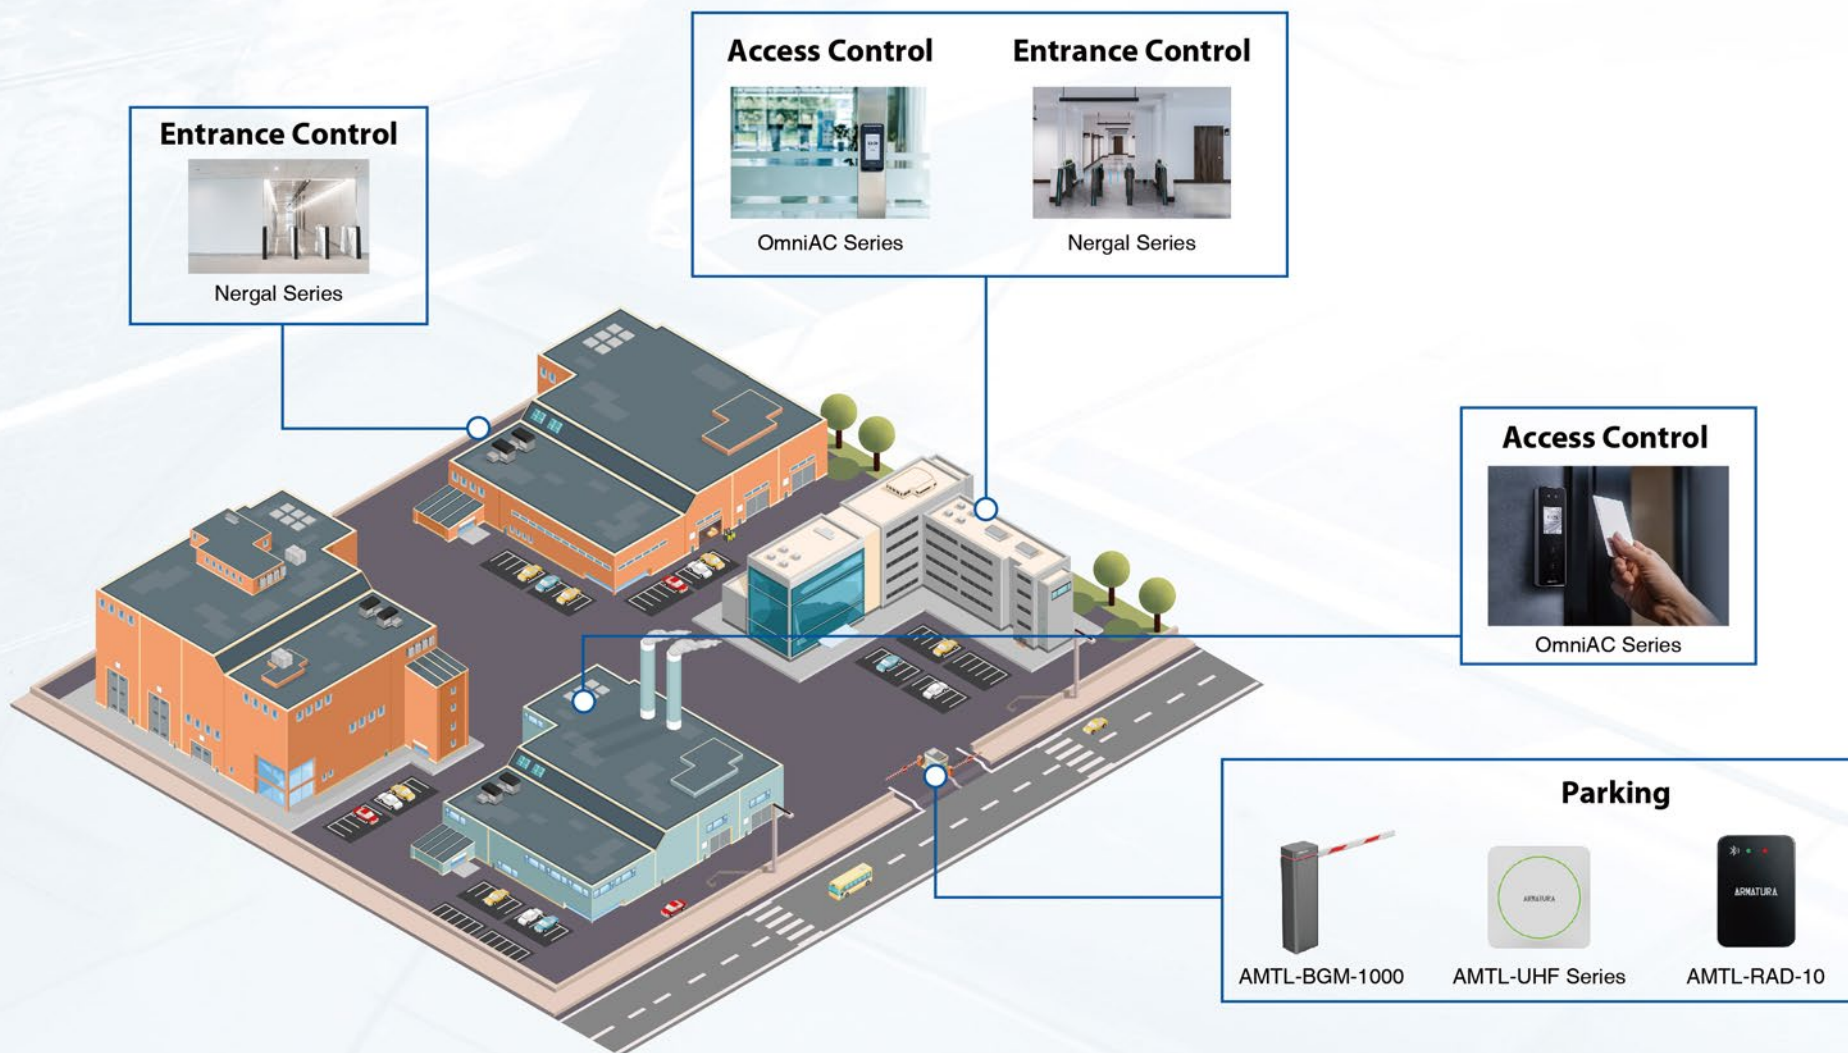 Access Control
Entrance Control
OmniAC Series
Nergal Series
Entrance Control
Nergal Series
Access Control
OmniAC Series
Parking
ARMATURA
ARMATURA
AMTL-BGM-1000
AMTL-UHF Series
AMTL-RAD-10